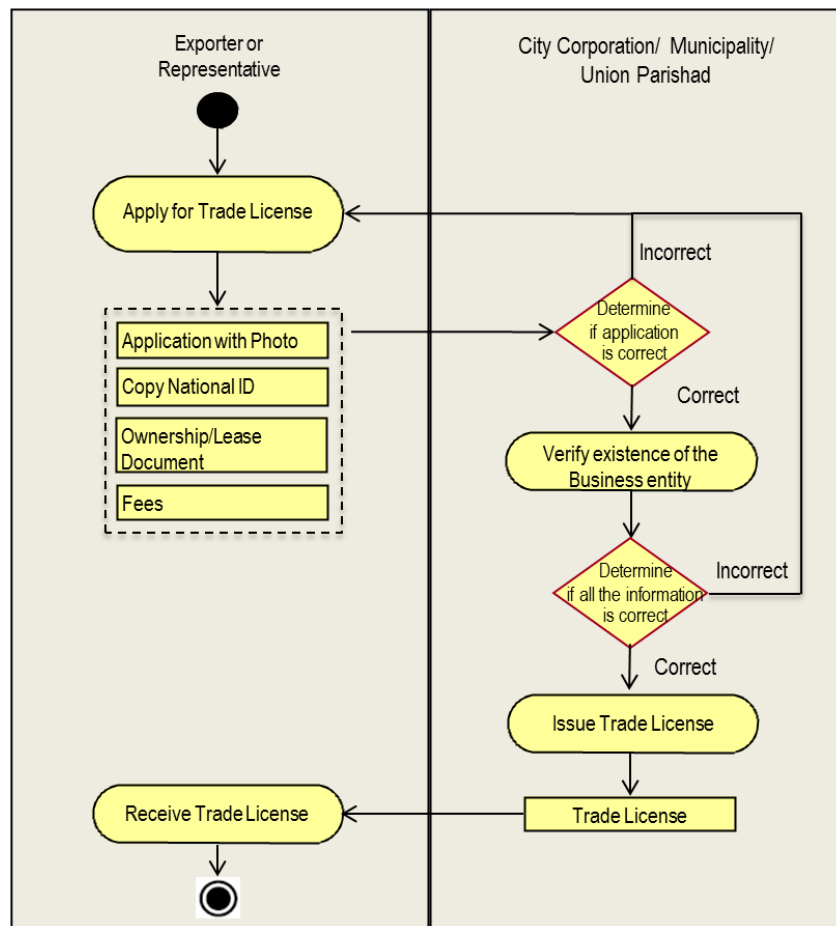 Exporter or
Representative
City Corporation/ Municipality/
Union Parishad
Apply for Trade License
Incorrect
Application with Photo
Copy National ID
Ownership/Lease
Document
Fees
Determine
if application
is correct
Correct
Verify existence of the
Business entity
Determine
if all the information
is correct
Incorrect
Correct
Issue Trade License
Trade License
Receive Trade License